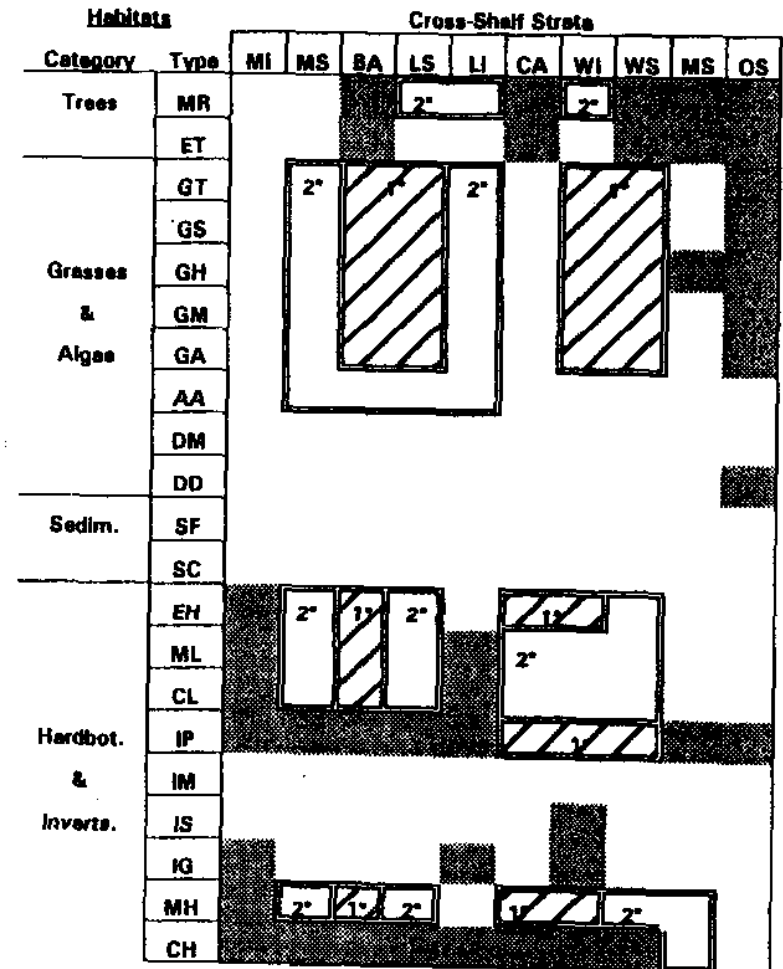 Habitats Cross-Shelf Strata
Category Type MI MS BA LS LI CA WI WS MS OS
Trees MR 2° 2°
ET
GT 2° 1° 2° 1°
GS
Grasses GH
& GM
Algae GA
AA
DM
DD
Sedim. SF
SC
EH 2° 1° 2° 1°
ML 2°
CL
Hardbot. IP
& IM
Inverts. IS
IG
MH 2° 1° 2° 1° 2°
CH